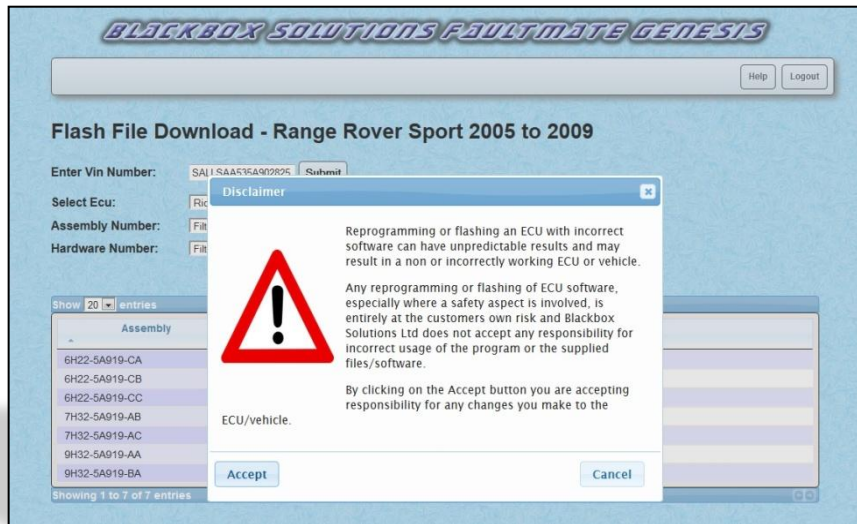 BLACKBOX SOLUTIONS FAULTMATE GENESIS
Help Logout
Flash File Download - Range Rover Sport 2005 to 2009
Enter Vin Number: SALLSAA535A902825 Submit
Select Ecu:
Assembly Number:
Hardware Number:
Disclaimer
Reprogramming or flashing an ECU with incorrect
software can have unpredictable results and may
result in a non or incorrectly working ECU or vehicle.
Any reprogramming or flashing of ECU software,
especially where a safety aspect is involved, is
entirely at the customers own risk and Blackbox
Solutions Ltd does not accept any responsibility for
incorrect usage of the program or the supplied
files/software.
By clicking on the Accept button you are accepting
responsibility for any changes you make to the
ECU/vehicle.
Accept Cancel
Show 20 entries
Assembly
6H22-5A919-CA
6H22-5A919-CB
6H22-5A919-CC
7H32-5A919-AB
7H32-5A919-AC
9H32-5A919-AA
9H32-5A919-BA
Showing 1 to 7 of 7 entries